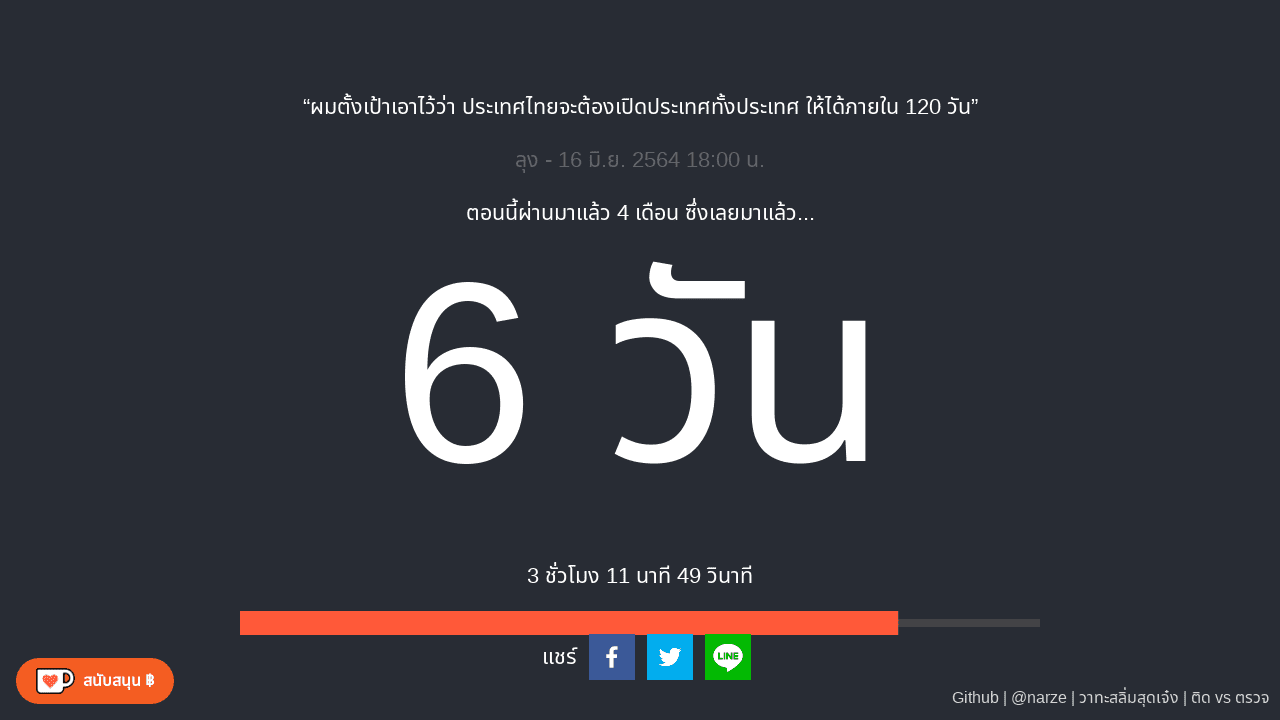 “ผมตั้งเป้าเอาไว้ว่า ประเทศไทยจะต้องเปิดประเทศทั้งประเทศ ให้ได้ภายใน 120 วัน”
ลุง - 16 มิ.ย. 2564 18:00 น.
ตอนนี้ผ่านมาแล้ว 4 เดือน ซึ่งเลยมาแล้ว...
6 วัน
3 ชั่วโมง 11 นาที 49 วินาที
แชร์
LINE
สนับสนุน ฿
Github | @narze | วาทะสลิ่มสุดเจ๋ง | ติด vs ตรวจ